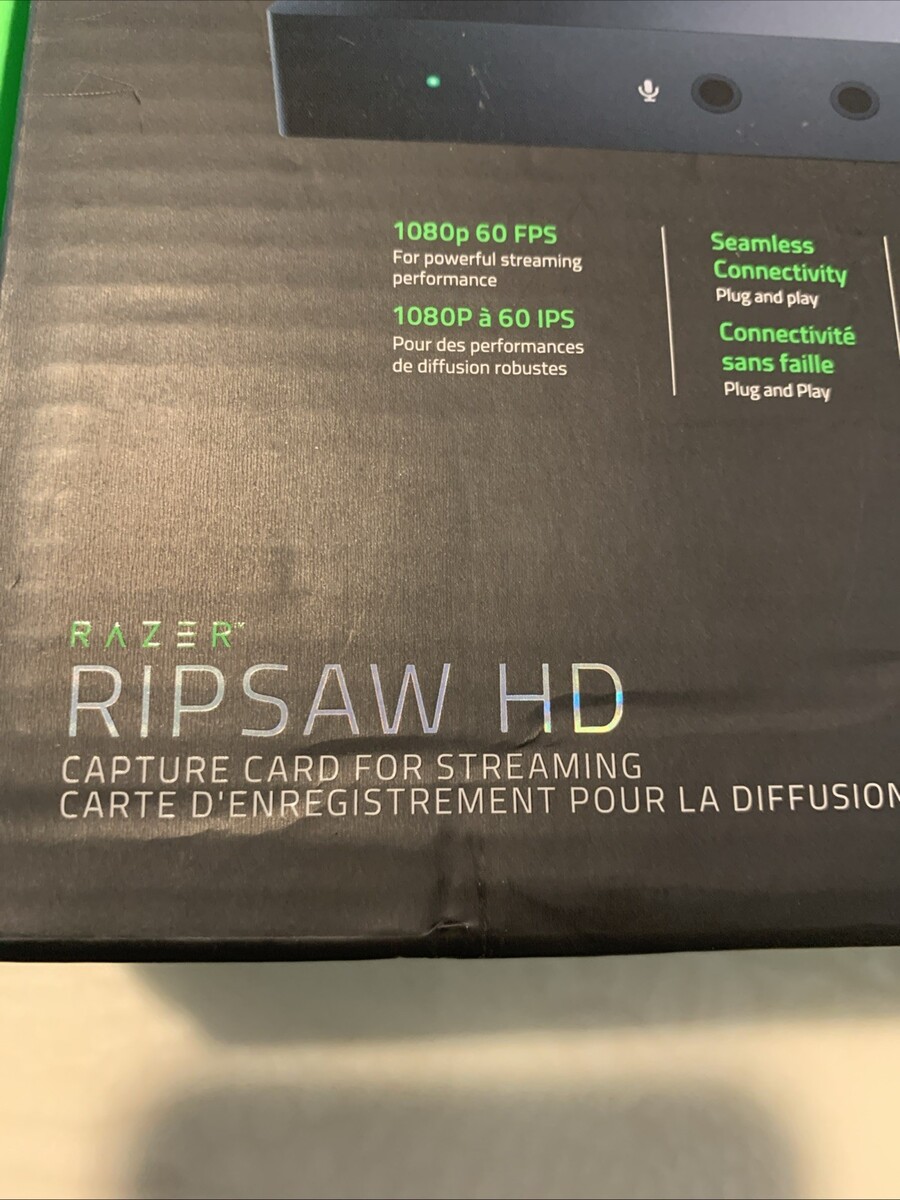 1080p 60 FPS
For powerful streaming
performance
1080P à 60 IPS
Pour des performances
de diffusion robustes
Seamless
Connectivity
Plug and play
Connectivité
sans faille
Plug and Play
RAZER™
RIPSAW HD
CAPTURE CARD FOR STREAMING
CARTE D'ENREGISTREMENT POUR LA DIFFUSION